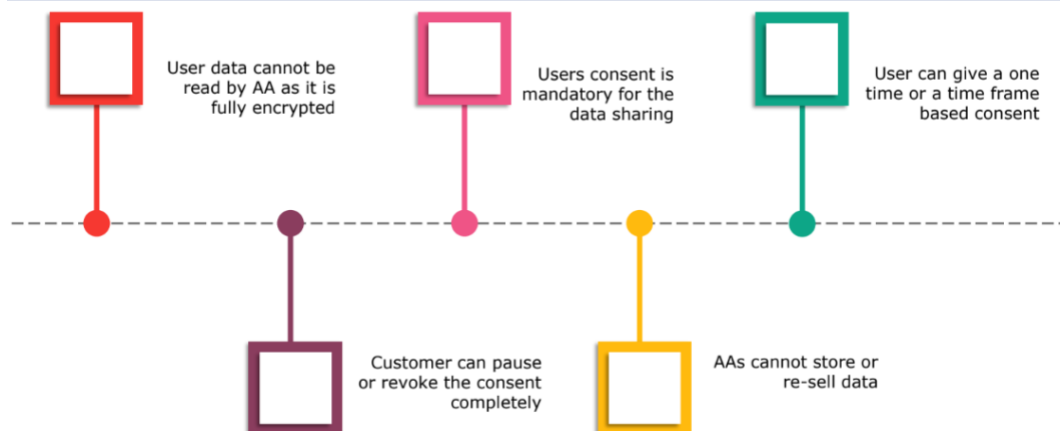 User data cannot be
read by AA as it is
fully encrypted
Users consent is
mandatory for the
data sharing
User can give a one
time or a time frame
based consent
Customer can pause
or revoke the consent
completely
AAs cannot store or
re-sell data